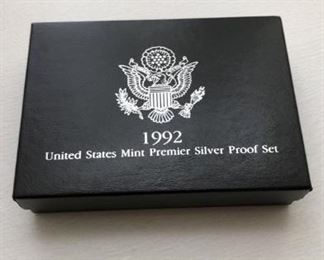 1992
United States Mint Premier Silver Proof Set